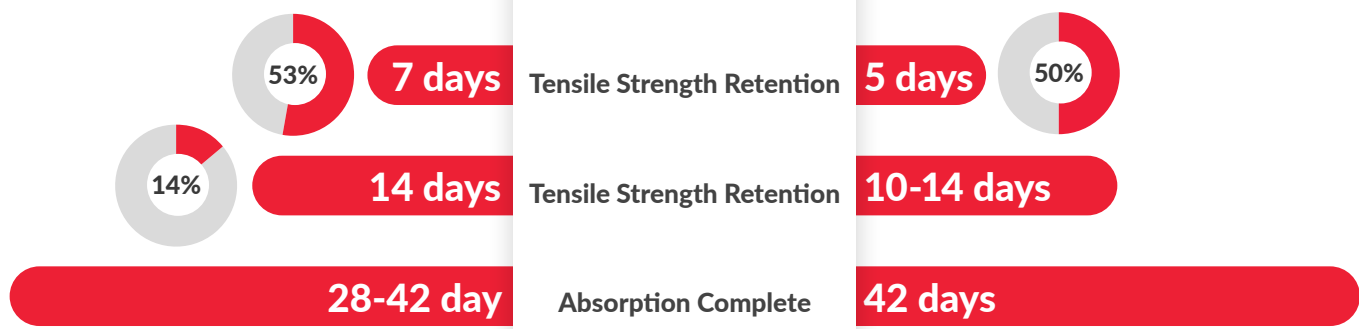 53% 7 days Tensile Strength Retention 5 days 50%
14% 14 days Tensile Strength Retention 10-14 days
28-42 day Absorption Complete 42 days